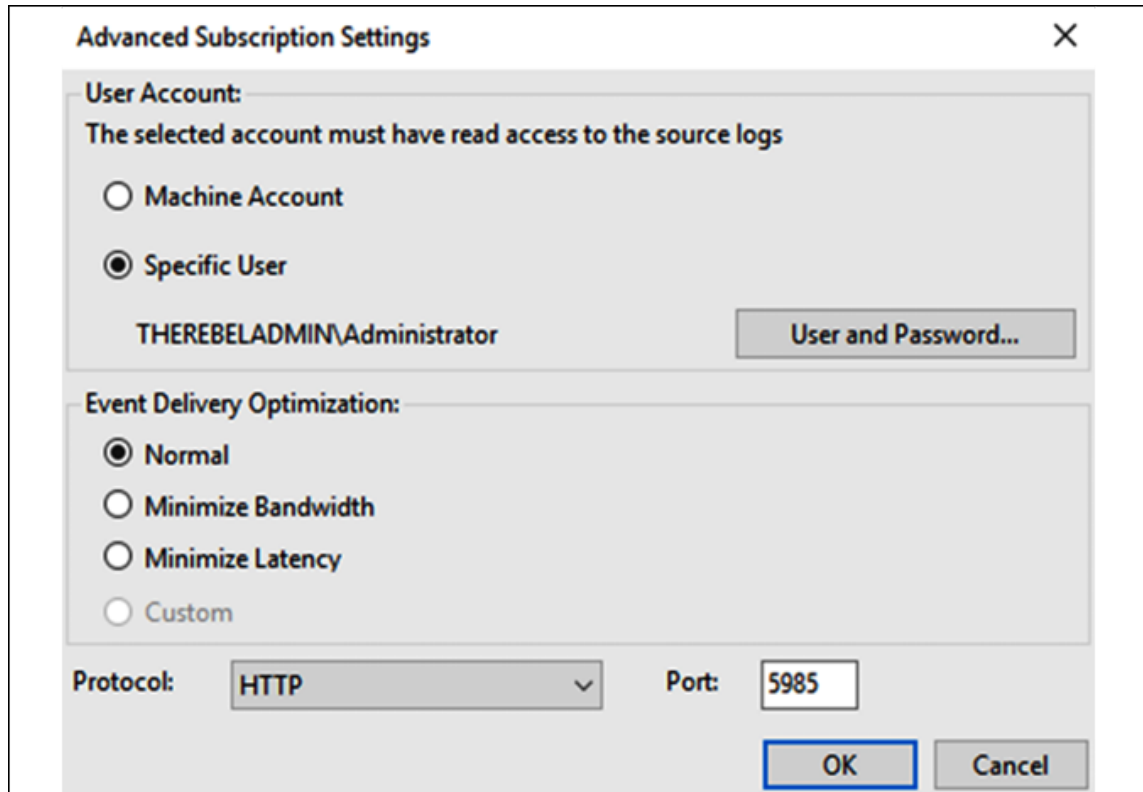 Advanced Subscription Settings
User Account:
The selected account must have read access to the source logs
Machine Account
Specific User
THEREBELADMIN\Administrator User and Password...
Event Delivery Optimization:
Normal
Minimize Bandwidth
Minimize Latency
Custom
Protocol: HTTP Port: 5985
OK Cancel